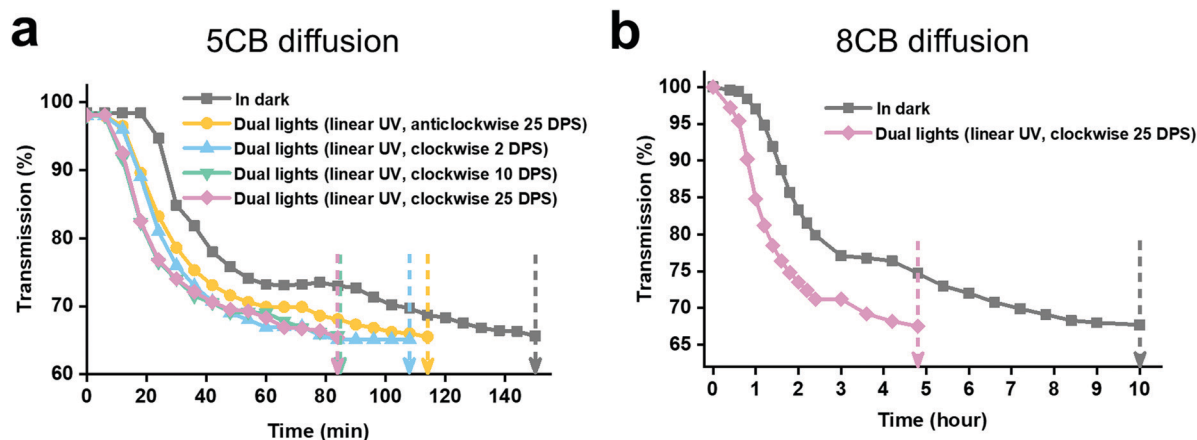 a
5CB diffusion
100
90
80
70
60
Transmission (%)
In dark
Dual lights (linear UV, anticlockwise 25 DPS)
Dual lights (linear UV, clockwise 2 DPS)
Dual lights (linear UV, clockwise 10 DPS)
Dual lights (linear UV, clockwise 25 DPS)
0 20 40 60 80 100 120 140
Time (min)
b
8CB diffusion
100
95
90
85
80
75
70
65
Transmission (%)
In dark
Dual lights (linear UV, clockwise 25 DPS)
0 1 2 3 4 5 6 7 8 9 10
Time (hour)